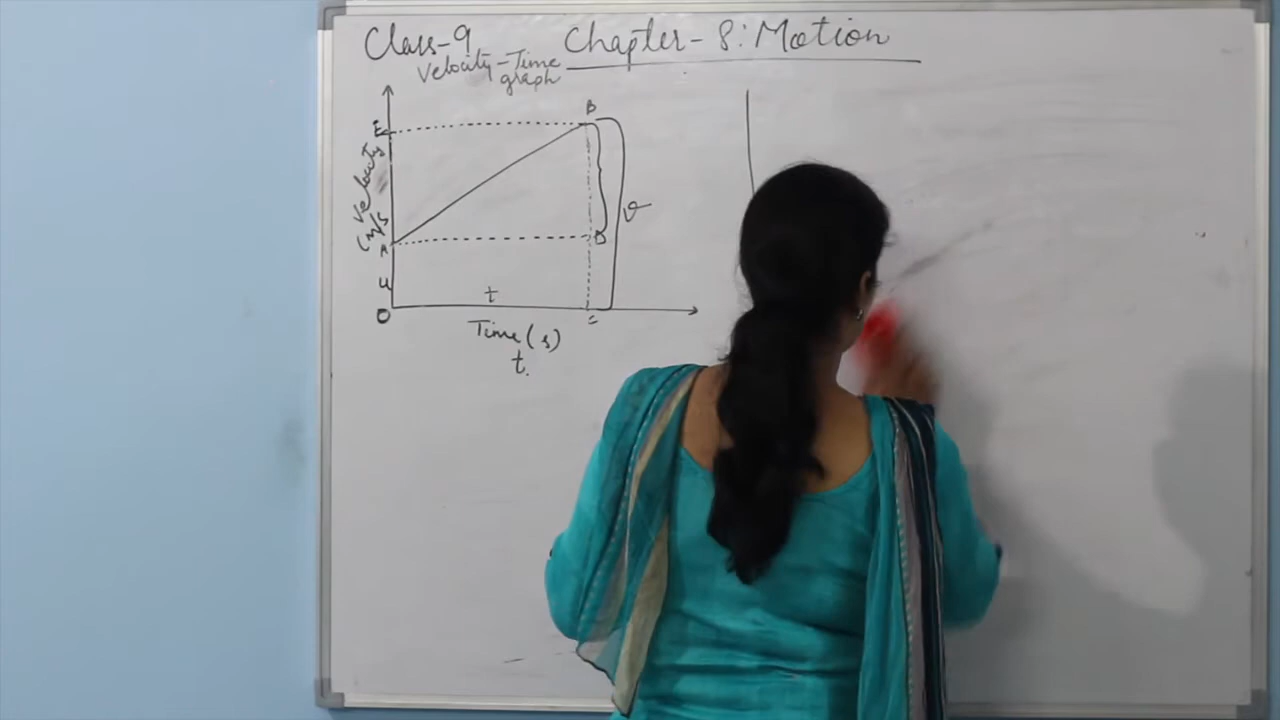 Class-9 Chapter-8: Motion
Velocity-Time
graph
B
E
Velocity
(m/s
v
D
A
u
t
O
C
Time(s)
t.